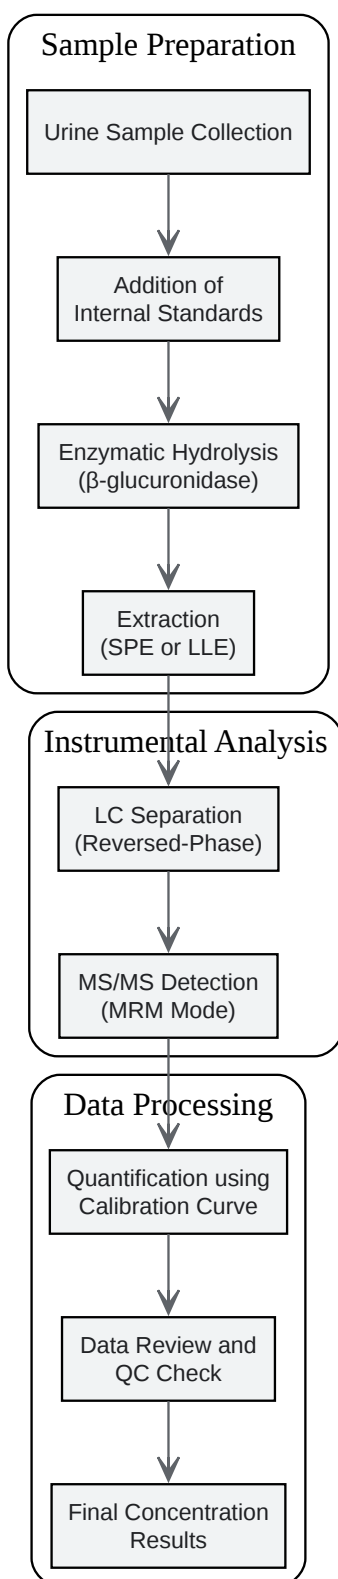 Sample Preparation
Urine Sample Collection
Addition of
Internal Standards
Enzymatic Hydrolysis
(β-glucuronidase)
Extraction
(SPE or LLE)
Instrumental Analysis
LC Separation
(Reversed-Phase)
MS/MS Detection
(MRM Mode)
Data Processing
Quantification using
Calibration Curve
Data Review and
QC Check
Final Concentration
Results